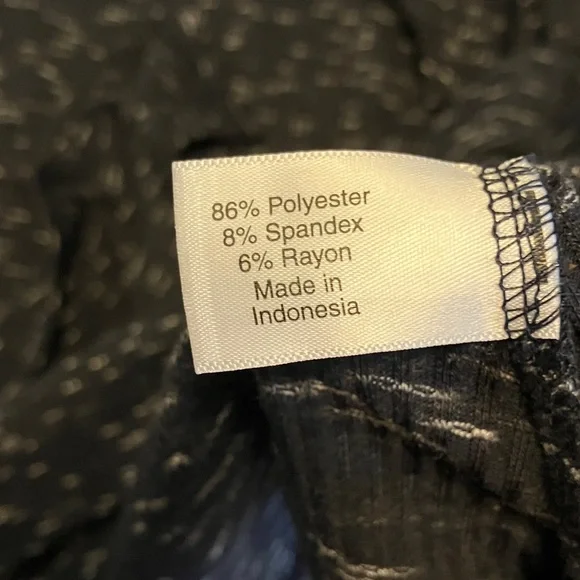 86% Polyester
8% Spandex
6% Rayon
Made in
Indonesia